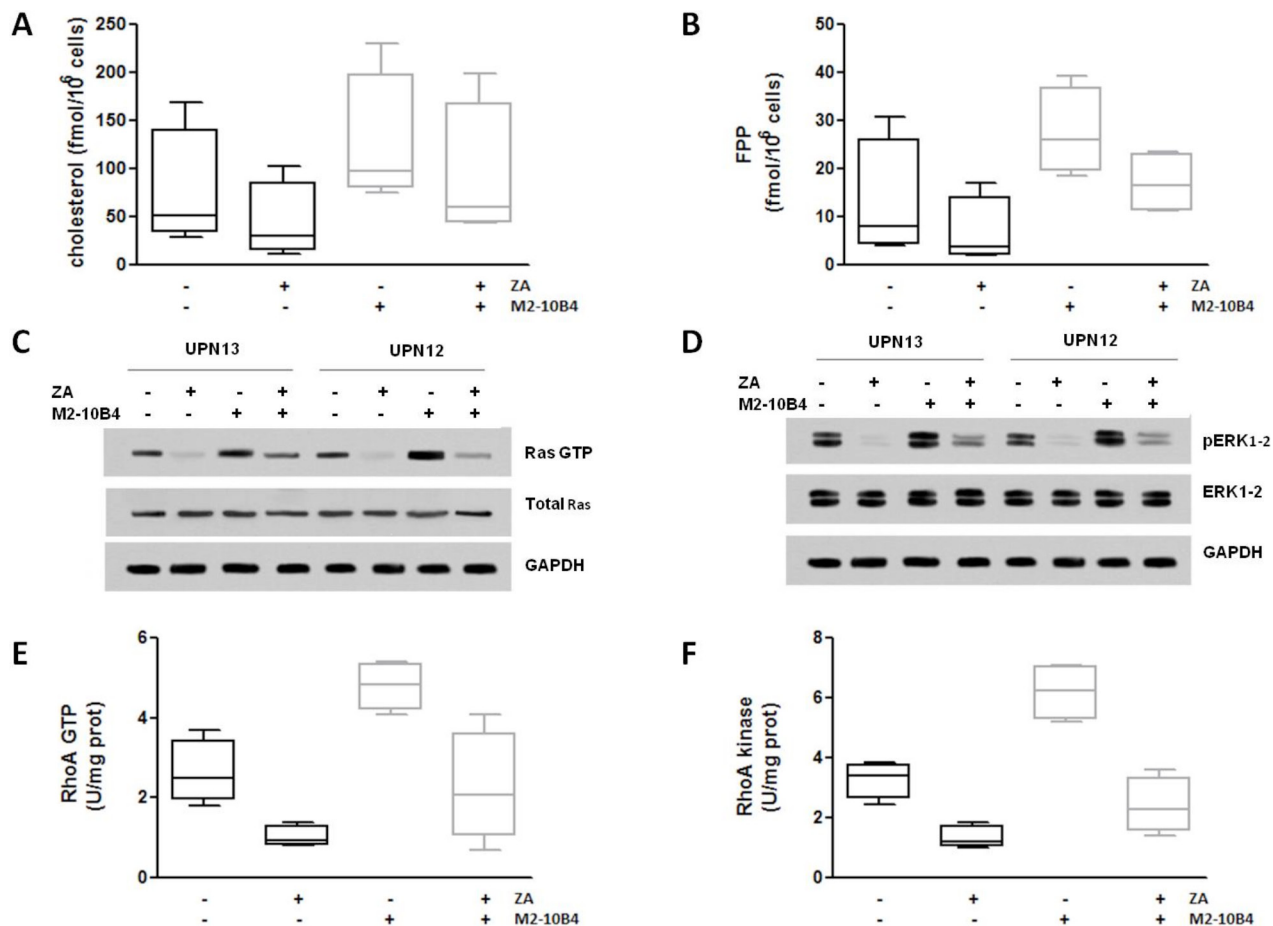 A
cholesterol (fmol/10⁶ cells)
250
200
150
100
50
0
- + - + ZA
- - + + M2-10B4
B
FPP
(fmol/10⁶ cells)
50
40
30
20
10
0
- + - + ZA
- - + + M2-10B4
C
UPN13 UPN12
ZA - + - + - + - +
M2-10B4 - - + + - - + +
Ras GTP
Total Ras
GAPDH
D
UPN13 UPN12
ZA - + - + - + - +
M2-10B4 - - + + - - + +
pERK1-2
ERK1-2
GAPDH
E
RhoA GTP
(U/mg prot)
6
4
2
0
- + - + ZA
- - + + M2-10B4
F
RhoA kinase
(U/mg prot)
8
6
4
2
0
- + - + ZA
- - + + M2-10B4